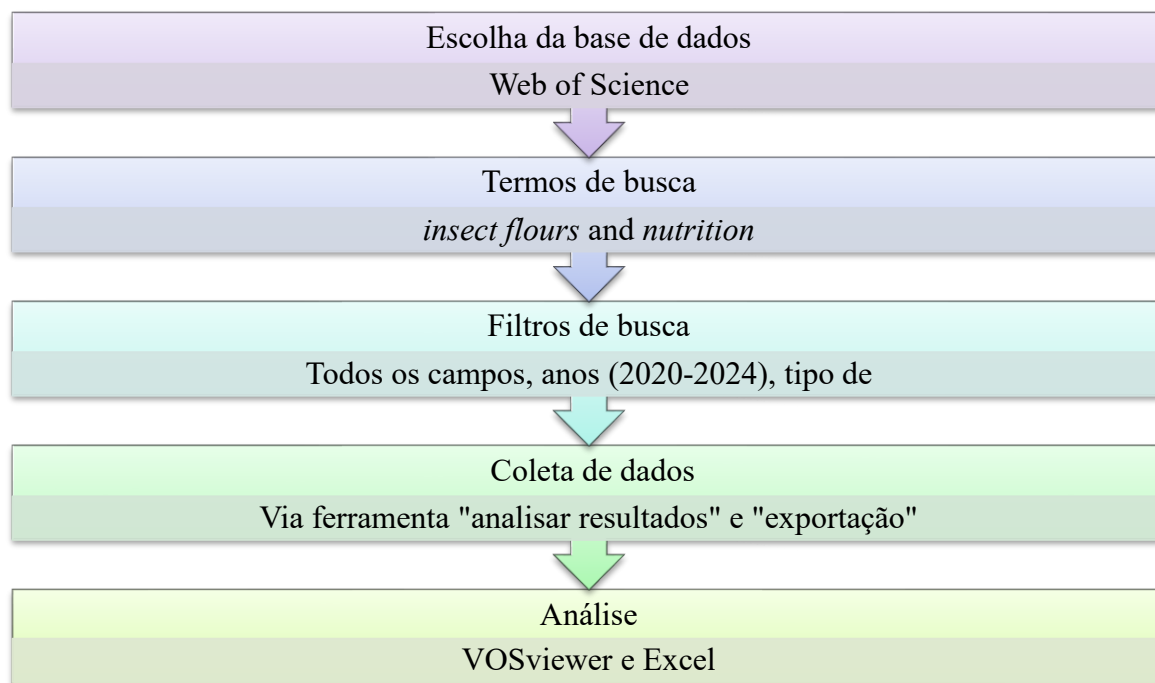 Escolha da base de dados
Web of Science
Termos de busca
insect flours and nutrition
Filtros de busca
Todos os campos, anos (2020-2024), tipo de
Coleta de dados
Via ferramenta "analisar resultados" e "exportação"
Análise
VOSviewer e Excel